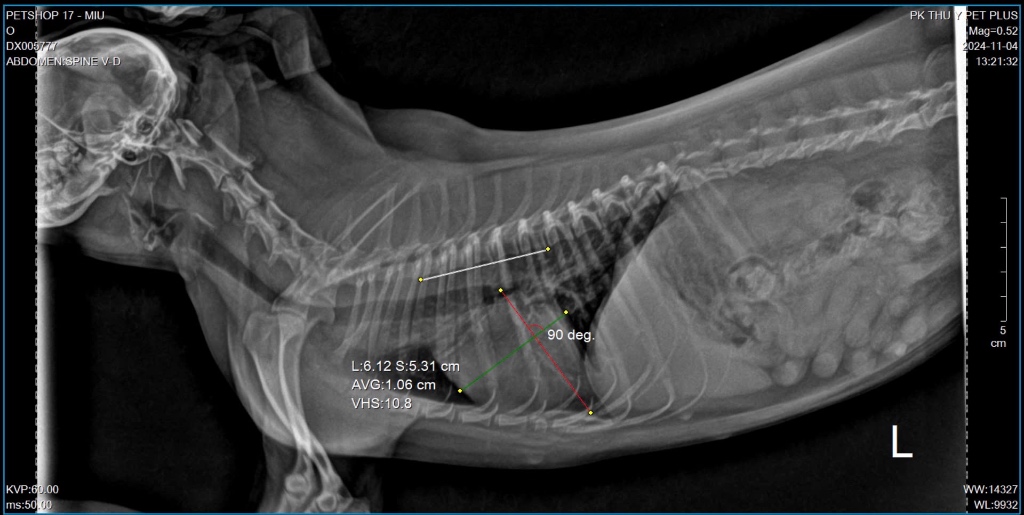 PETSHOP 17 - MIU
O
DX005777
ABDOMEN:SPINE V-D
PK THU Y PET PLUS
Mag=0.52
2024-11-04
13:21:32
90 deg.
L:6.12 S:5.31 cm
AVG:1.06 cm
VHS:10.8
5
cm
L
KVP:60.00
ms:50.00
WW:14327
WL:9932